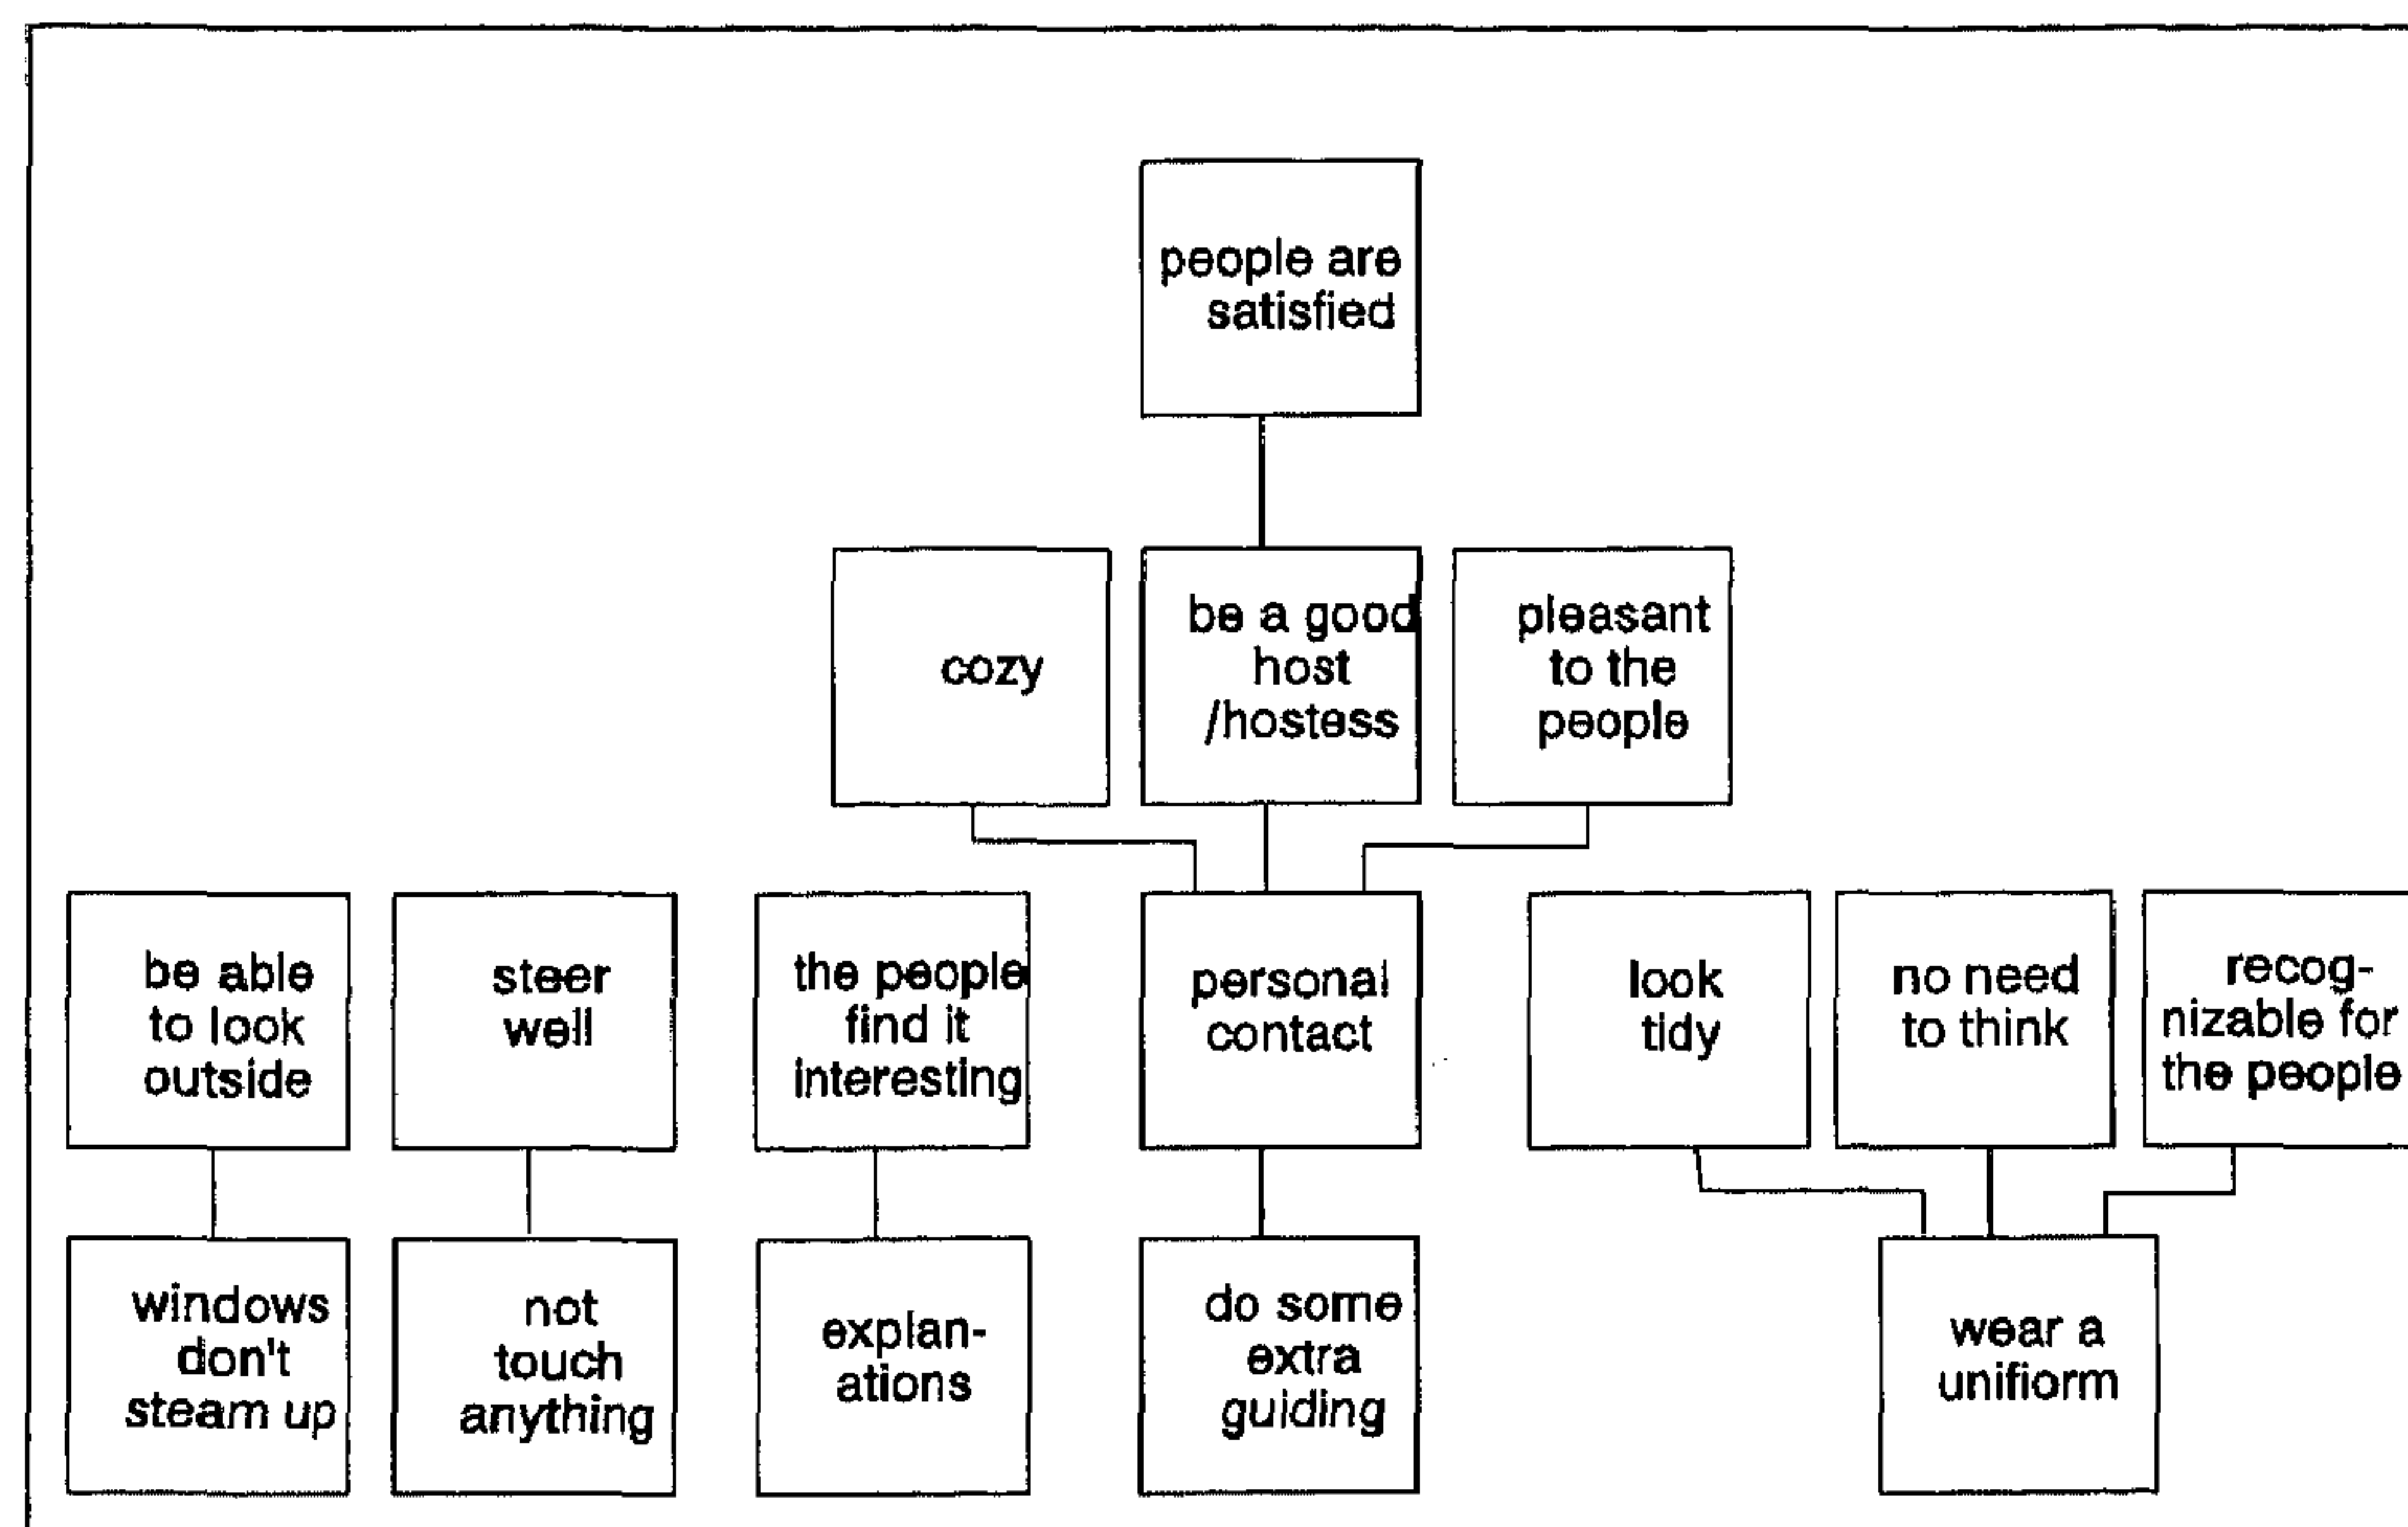 people are
satisfied
cozy
be a good
host
/hostess
pleasant
to the
people
be able
to look
outside
steer
well
the people
find it
interesting
personal
contact
look
tidy
no need
to think
recog-
nizable for
the people
windows
don't
steam up
not
touch
anything
explan-
ations
do some
extra
guiding
wear a
unifiorm